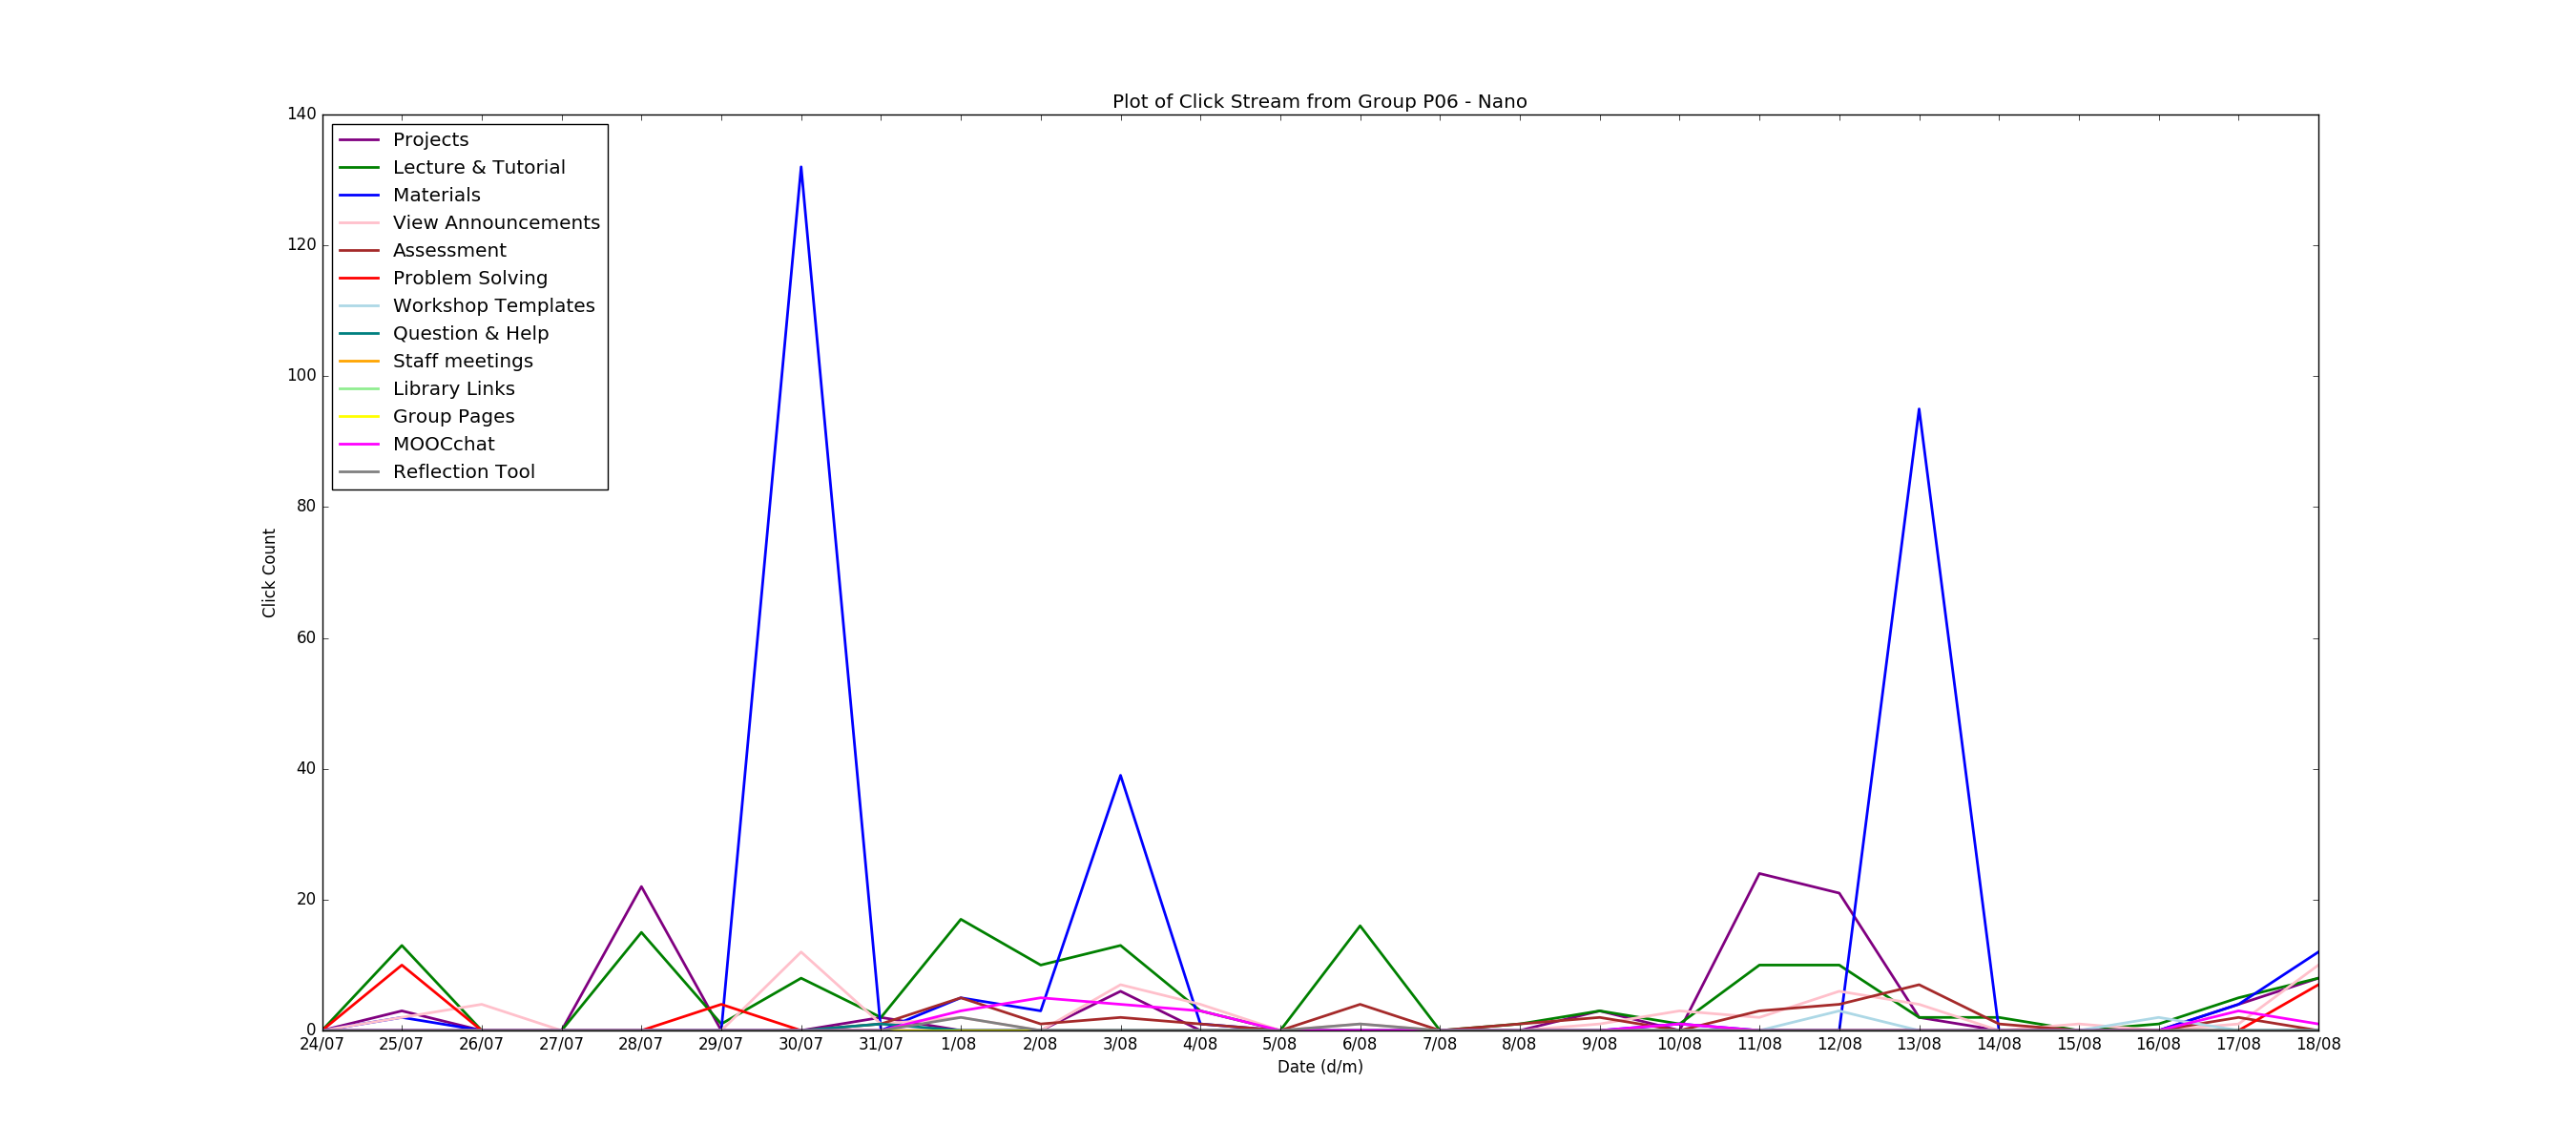 Plot of Click Stream from Group P06 - Nano
140
120
100
80
60
40
20
0
Click Count
Projects
Lecture & Tutorial
Materials
View Announcements
Assessment
Problem Solving
Workshop Templates
Question & Help
Staff meetings
Library Links
Group Pages
MOOCchat
Reflection Tool
24/07 25/07 26/07 27/07 28/07 29/07 30/07 31/07 1/08 2/08 3/08 4/08 5/08 6/08 7/08 8/08 9/08 10/08 11/08 12/08 13/08 14/08 15/08 16/08 17/08 18/08
Date (d/m)